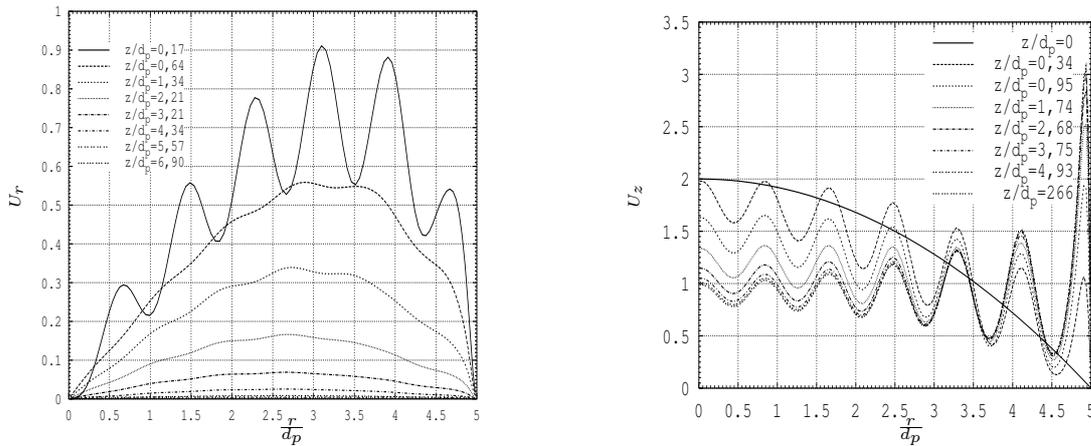 1
0.9
0.8
0.7
0.6
0.5
0.4
0.3
0.2
0.1
0
U_r
z/d_p=0,17
z/d_p=0,64
z/d_p=1,34
z/d_p=2,21
z/d_p=3,21
z/d_p=4,34
z/d_p=5,57
z/d_p=6,90
0 0.5 1 1.5 2 2.5 3 3.5 4 4.5 5
r
d_p
3.5
3
2.5
2
1.5
1
0.5
0
U_z
z/d_p=0
z/d_p=0,34
z/d_p=0,95
z/d_p=1,74
z/d_p=2,68
z/d_p=3,75
z/d_p=4,93
z/d_p=266
0 0.5 1 1.5 2 2.5 3 3.5 4 4.5 5
r
d_p